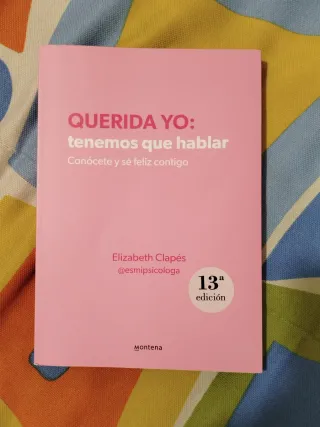 QUERIDA YO:
tenemos que hablar
Conócete y sé feliz contigo
Elizabeth Clapés
@esmipsicologa
13ª
edición
montena